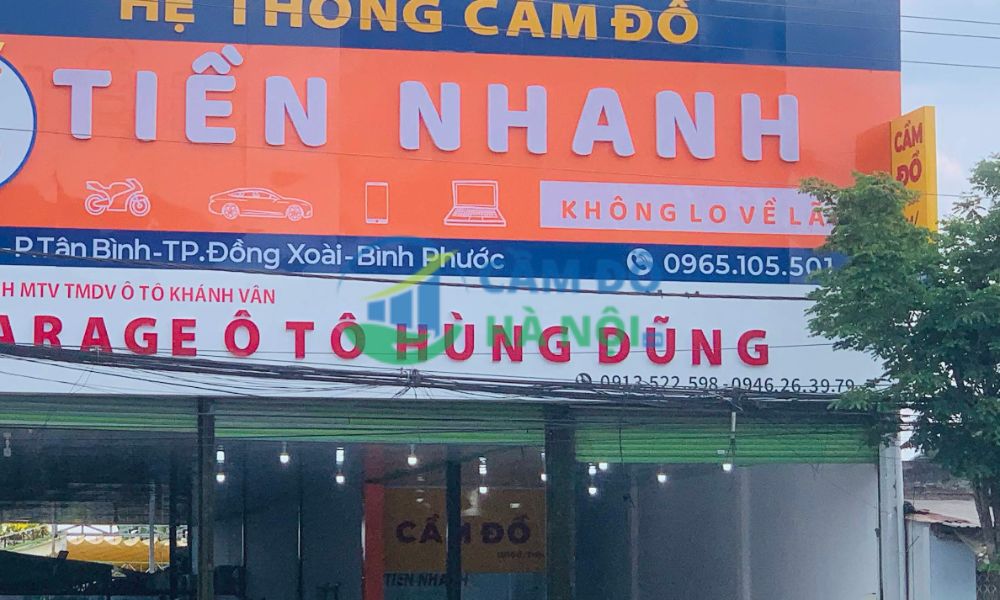 HỆ THỐNG CẦM ĐỒ
TIỀN NHANH
KHÔNG LO VỀ LÃ
P.Tân Bình-TP.Đồng Xoài-Bình Phước
0965.105.501
CẦM
ĐỒ
H MTV TMDV Ô TÔ KHÁNH VÂN
ARAGE Ô TÔ HÙNG DŨNG
0913.522.598-0946.26.39.79
CẦM ĐỒ
HÀ NỘI
CẦM ĐỒ
TIỀN NHANH